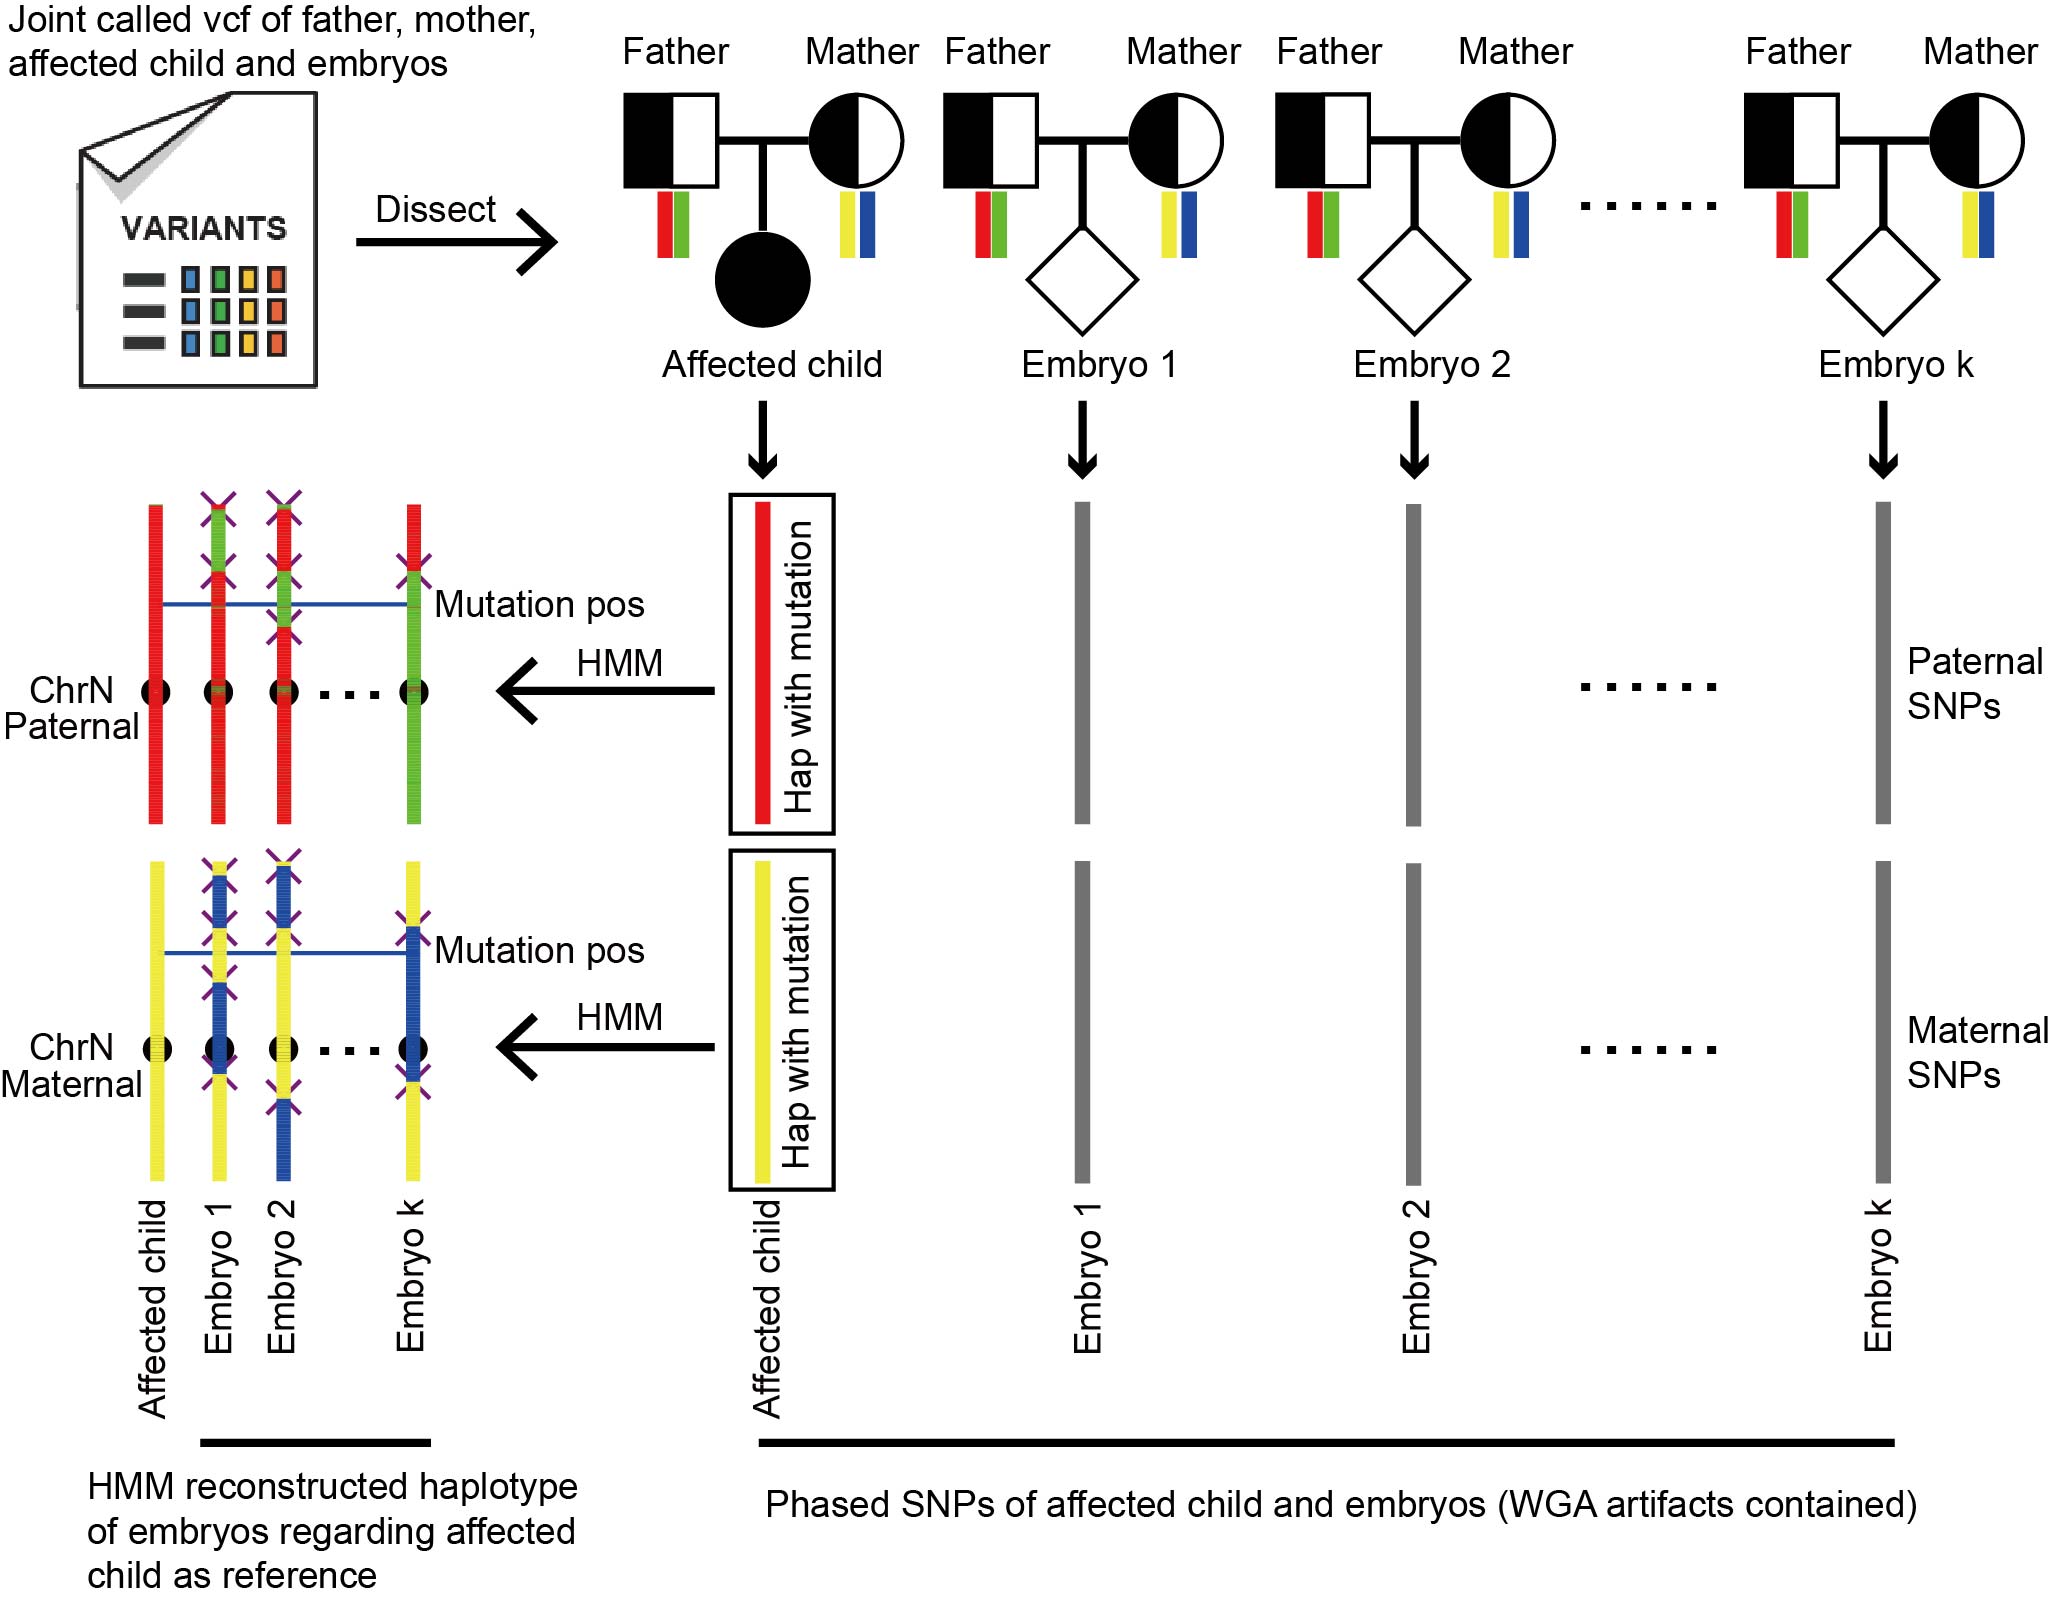 Joint called vcf of father, mother,
affected child and embryos
VARIANTS
Dissect
Father
Mather
Father
Mather
Father
Mather
Father
Mather
Affected child
Embryo 1
Embryo 2
Embryo k
Mutation pos
HMM
ChrN
Paternal
Hap with mutation
Paternal
SNPs
Mutation pos
HMM
ChrN
Maternal
Hap with mutation
Maternal
SNPs
Affected child
Embryo 1
Embryo 2
Embryo k
Affected child
Embryo 1
Embryo 2
Embryo k
HMM reconstructed haplotype
of embryos regarding affected
child as reference
Phased SNPs of affected child and embryos (WGA artifacts contained)